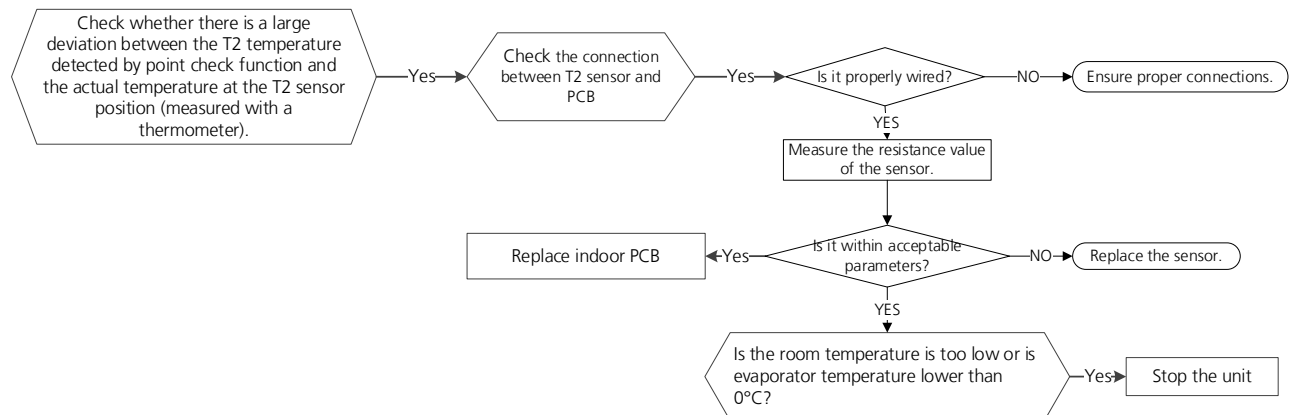 Check whether there is a large
deviation between the T2 temperature
detected by point check function and
the actual temperature at the T2 sensor
position (measured with a
thermometer).
Yes
Check the connection
between T2 sensor and
PCB
Yes
Is it properly wired?
NO
Ensure proper connections.
YES
Measure the resistance value
of the sensor.
Replace indoor PCB
Yes
Is it within acceptable
parameters?
NO
Replace the sensor.
YES
Is the room temperature is too low or is
evaporator temperature lower than
0°C?
Yes
Stop the unit